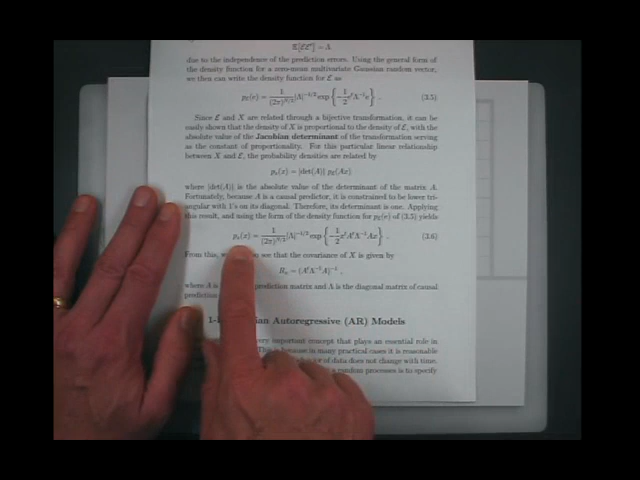 E[ℰℰᵗ] = Λ
due to the independence of the prediction errors. Using the general form of
the density function for a zero-mean multivariate Gaussian random vector,
we then can write the density function for ℰ as
p_ℰ(e) = 1/(2π)^{N/2} |Λ|^{-1/2} exp{ -1/2 eᵗΛ⁻¹e } . (3.5)
Since ℰ and X are related through a bijective transformation, it can be
easily shown that the density of X is proportional to the density of ℰ, with the
absolute value of the Jacobian determinant of the transformation serving
as the constant of proportionality. For this particular linear relationship
between X and ℰ, the probability densities are related by
p_x(x) = |det(A)| p_ℰ(Ax)
where |det(A)| is the absolute value of the determinant of the matrix A.
Fortunately, because A is a causal predictor, it is constrained to be lower tri-
angular with 1's on its diagonal. Therefore, its determinant is one. Applying
this result, and using the form of the density function for p_ℰ(e) of (3.5) yields
p_x(x) = 1/(2π)^{N/2} |Λ|^{-1/2} exp{ -1/2 xᵗAᵗΛ⁻¹Ax } . (3.6)
From this, see that the covariance of X is given by
R_x = (AᵗΛ⁻¹A)⁻¹ ,
where A is prediction matrix and Λ is the diagonal matrix of causal
prediction
1- Autoregressive (AR) Models
very important concept that plays an essential role in
This is because in many practical cases it is reasonable
of data does not change with time.
a random processes is to specify